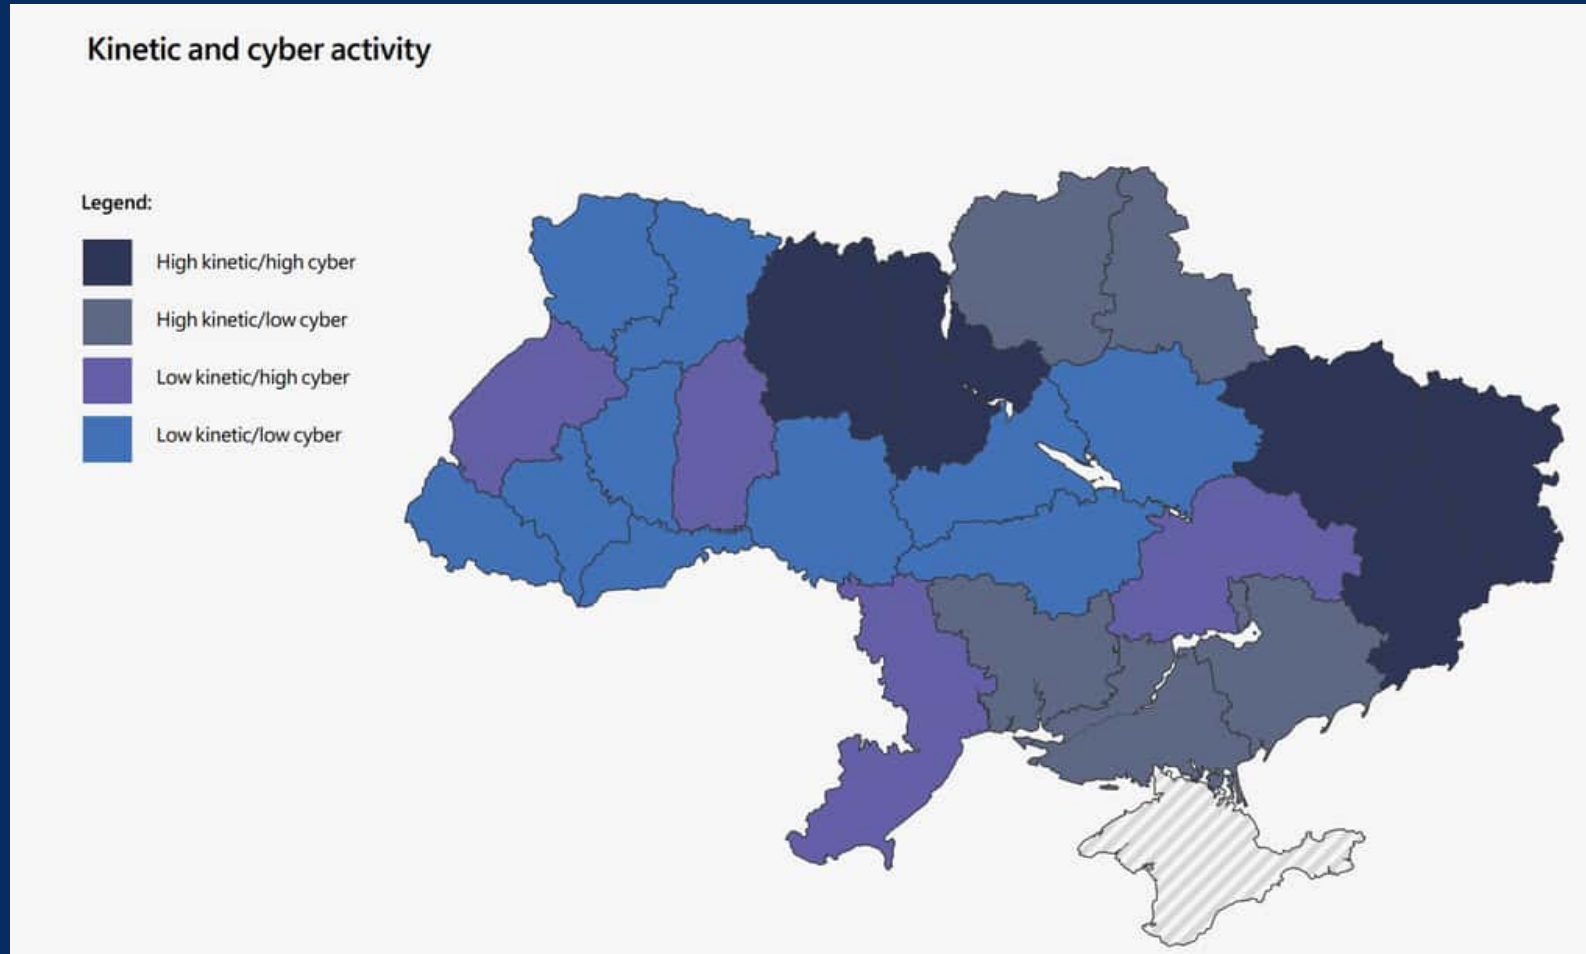 Kinetic and cyber activity
Legend:
High kinetic/high cyber
High kinetic/low cyber
Low kinetic/high cyber
Low kinetic/low cyber